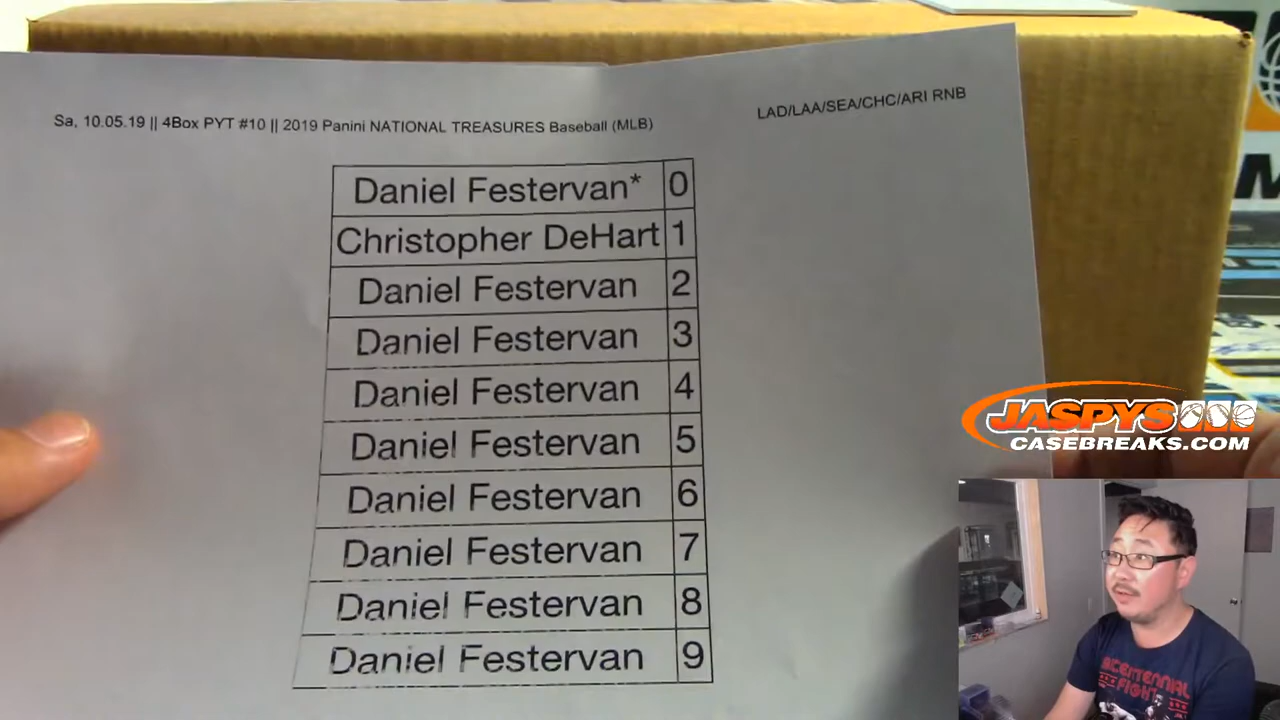 Sa, 10.05.19 || 4Box PYT #10 || 2019 Panini NATIONAL TREASURES Baseball (MLB)
LAD/LAA/SEA/CHC/ARI RNB
Daniel Festervan* 0
Christopher DeHart 1
Daniel Festervan 2
Daniel Festervan 3
Daniel Festervan 4
Daniel Festervan 5
Daniel Festervan 6
Daniel Festervan 7
Daniel Festervan 8
Daniel Festervan 9
JASPYS
CASEBREAKS.COM
BICENTENNIAL
FIGHT